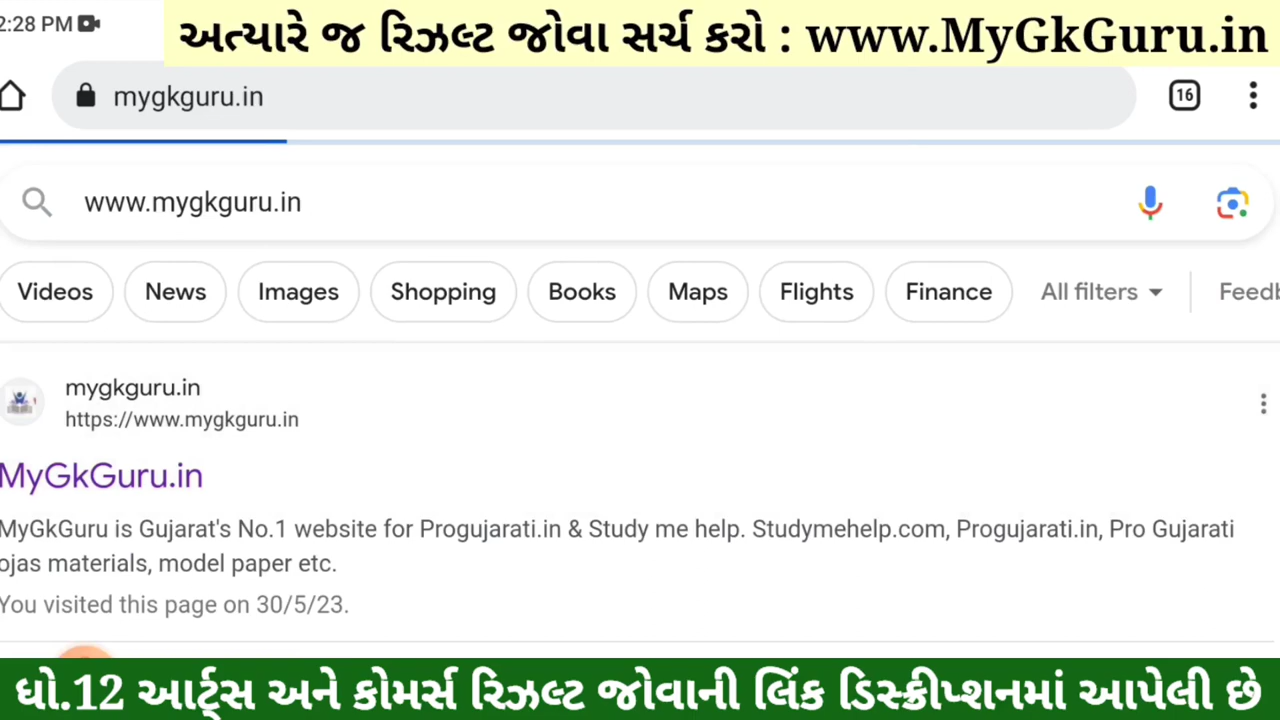 2:28 PM
અત્યારે જ રિઝલ્ટ જોવા સર્ચ કરો : www.MyGkGuru.in
mygkguru.in
16
www.mygkguru.in
Videos News Images Shopping Books Maps Flights Finance All filters Feedb
mygkguru.in
https://www.mygkguru.in
MyGkGuru.in
MyGkGuru is Gujarat's No.1 website for Progujarati.in & Study me help. Studymehelp.com, Progujarati.in, Pro Gujarati
ojas materials, model paper etc.
You visited this page on 30/5/23.
ધો.12 આર્ટ્સ અને કોમર્સ રિઝલ્ટ જોવાની લિંક ડિસ્ક્રીપ્શનમાં આપેલી છે